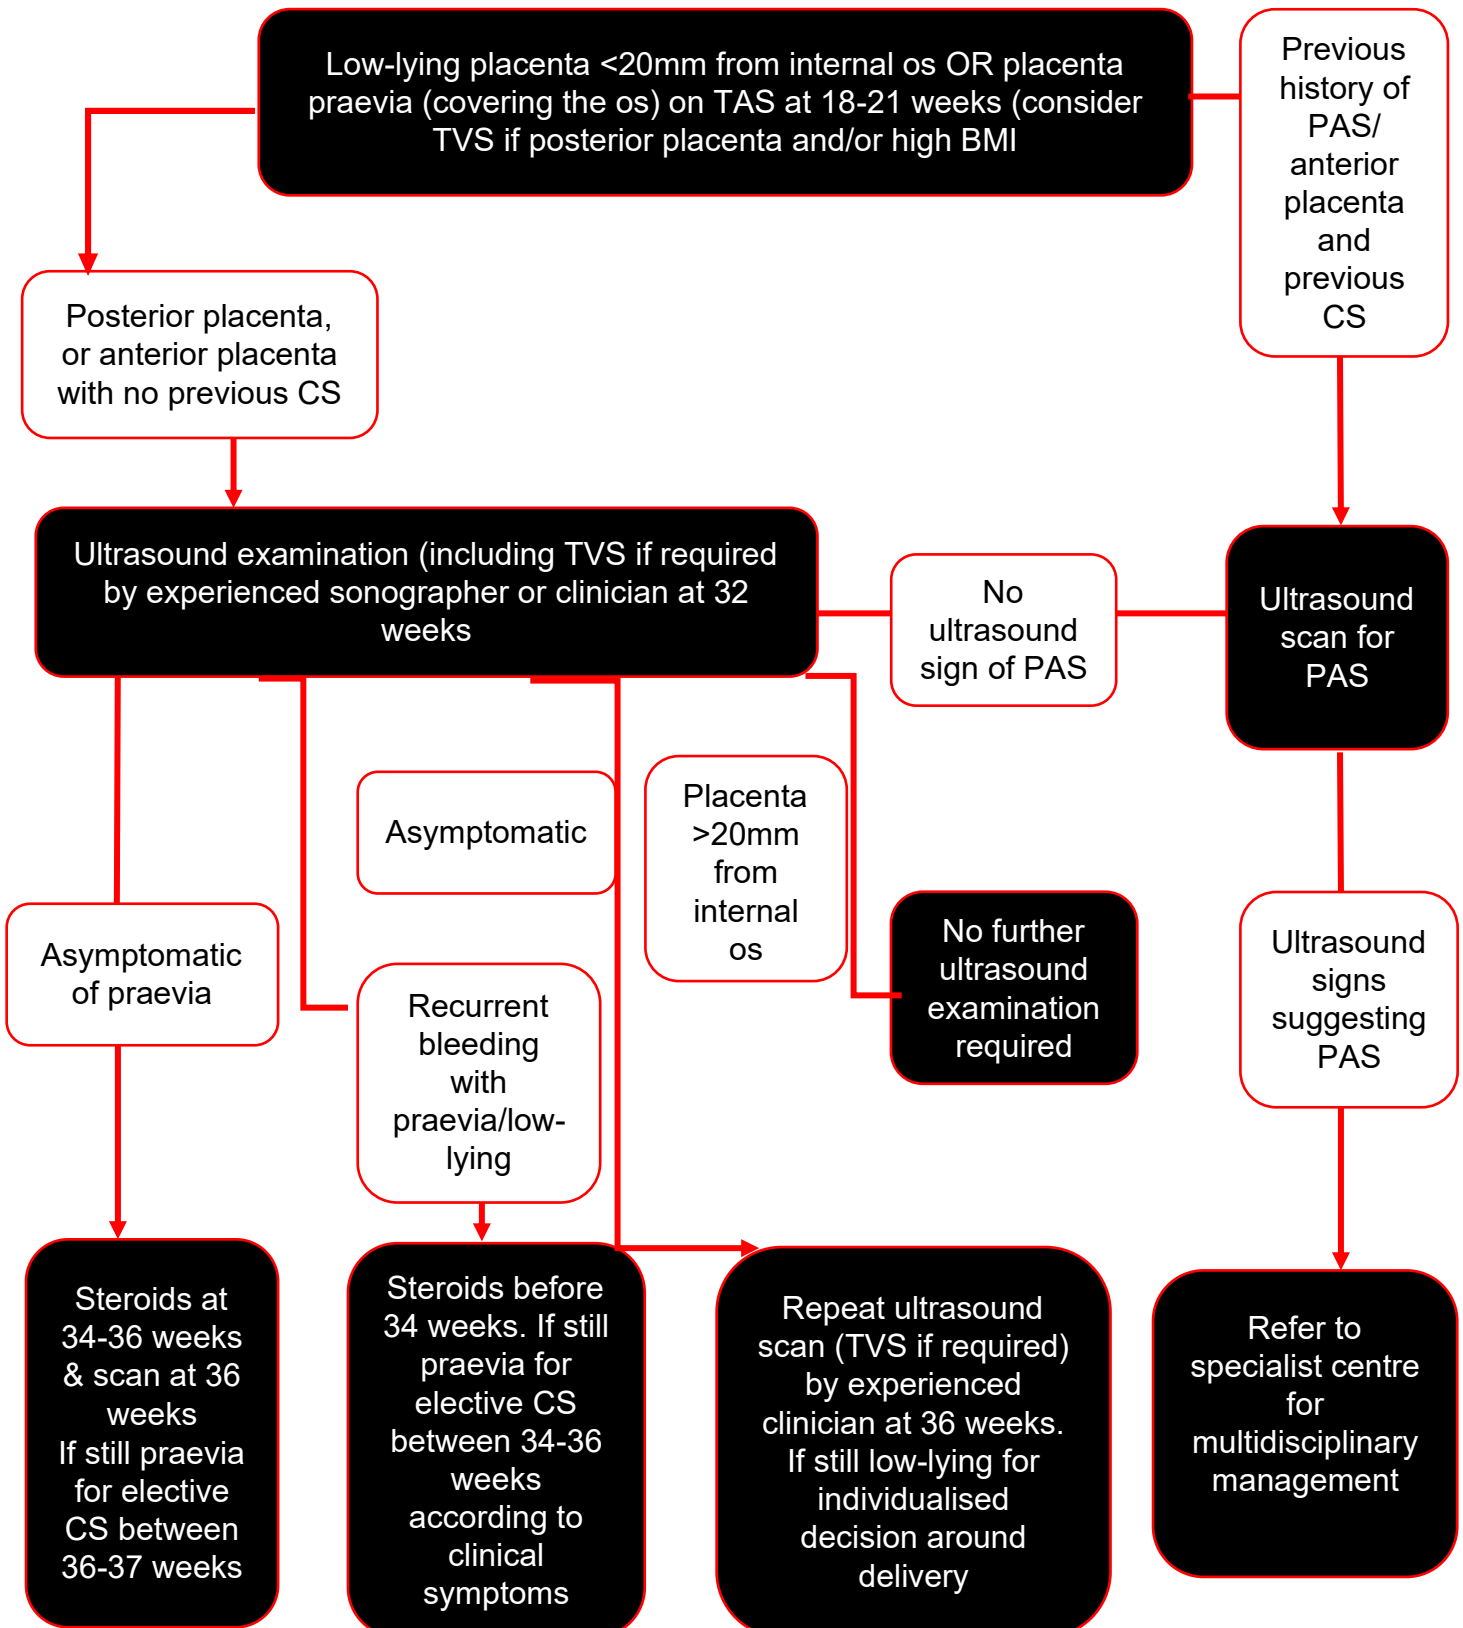 Low-lying placenta <20mm from internal os OR placenta
praevia (covering the os) on TAS at 18-21 weeks (consider
TVS if posterior placenta and/or high BMI
Previous
history of
PAS/
anterior
placenta
and
previous
CS
Posterior placenta,
or anterior placenta
with no previous CS
Ultrasound examination (including TVS if required
by experienced sonographer or clinician at 32
weeks
No
ultrasound
sign of PAS
Ultrasound
scan for
PAS
Asymptomatic
of praevia
Recurrent
bleeding
with
praevia/low-
lying
Asymptomatic
Placenta
>20mm
from
internal
os
No further
ultrasound
examination
required
Ultrasound
signs
suggesting
PAS
Steroids at
34-36 weeks
& scan at 36
weeks
If still praevia
for elective
CS between
36-37 weeks
Steroids before
34 weeks. If still
praevia for
elective CS
between 34-36
weeks
according to
clinical
symptoms
Repeat ultrasound
scan (TVS if required)
by experienced
clinician at 36 weeks.
If still low-lying for
individualised
decision around
delivery
Refer to
specialist centre
for
multidisciplinary
management